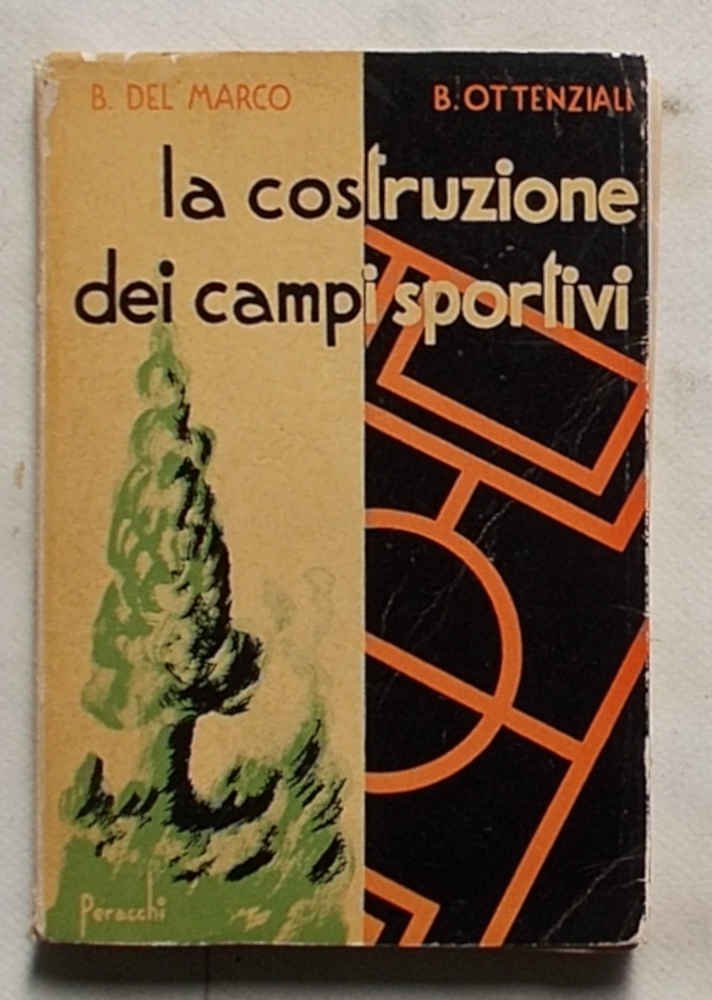 B. DEL MARCO B. OTTENZIALI
la costruzione
dei campi sportivi
Peracchi